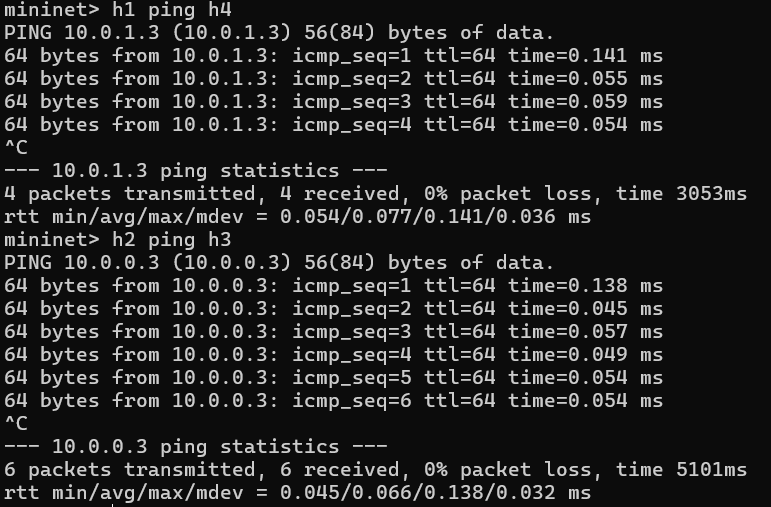 mininet> h1 ping h4
PING 10.0.1.3 (10.0.1.3) 56(84) bytes of data.
64 bytes from 10.0.1.3: icmp_seq=1 ttl=64 time=0.141 ms
64 bytes from 10.0.1.3: icmp_seq=2 ttl=64 time=0.055 ms
64 bytes from 10.0.1.3: icmp_seq=3 ttl=64 time=0.059 ms
64 bytes from 10.0.1.3: icmp_seq=4 ttl=64 time=0.054 ms
^C
--- 10.0.1.3 ping statistics ---
4 packets transmitted, 4 received, 0% packet loss, time 3053ms
rtt min/avg/max/mdev = 0.054/0.077/0.141/0.036 ms
mininet> h2 ping h3
PING 10.0.0.3 (10.0.0.3) 56(84) bytes of data.
64 bytes from 10.0.0.3: icmp_seq=1 ttl=64 time=0.138 ms
64 bytes from 10.0.0.3: icmp_seq=2 ttl=64 time=0.045 ms
64 bytes from 10.0.0.3: icmp_seq=3 ttl=64 time=0.057 ms
64 bytes from 10.0.0.3: icmp_seq=4 ttl=64 time=0.049 ms
64 bytes from 10.0.0.3: icmp_seq=5 ttl=64 time=0.054 ms
64 bytes from 10.0.0.3: icmp_seq=6 ttl=64 time=0.054 ms
^C
--- 10.0.0.3 ping statistics ---
6 packets transmitted, 6 received, 0% packet loss, time 5101ms
rtt min/avg/max/mdev = 0.045/0.066/0.138/0.032 ms